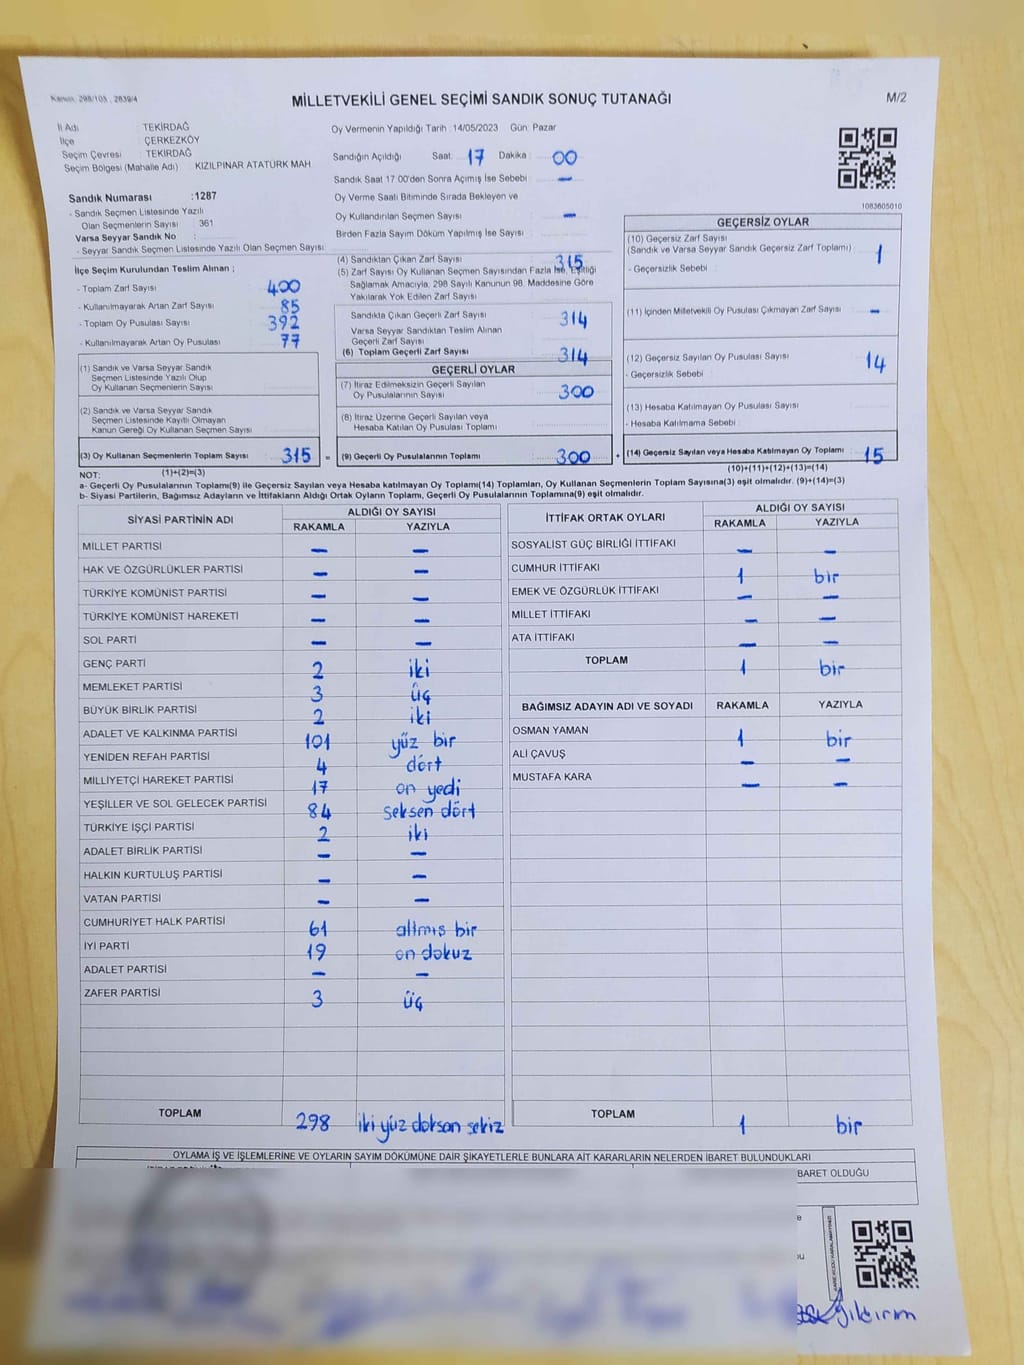 Kanun: 298/105 , 2839/4
MİLLETVEKİLİ GENEL SEÇİMİ SANDIK SONUÇ TUTANAĞI
M/2
İl Adı TEKİRDAĞ
İlçe ÇERKEZKÖY
Seçim Çevresi : TEKİRDAĞ
Seçim Bölgesi (Mahalle Adı) : KIZILPINAR ATATÜRK MAH
Sandık Numarası :1287
- Sandık Seçmen Listesinde Yazılı
Olan Seçmenlerin Sayısı 361
Varsa Seyyar Sandık No :
- Seyyar Sandık Seçmen Listesinde Yazılı Olan Seçmen Sayısı
Oy Vermenin Yapıldığı Tarih :14/05/2023 Gün: Pazar
Sandığın Açıldığı Saat: 17 Dakika : 00
Sandık Saat 17:00'den Sonra Açımış İse Sebebi : –
Oy Verme Saati Bitiminde Sırada Bekleyen ve
Oy Kullandırılan Seçmen Sayısı : –
Birden Fazla Sayım Döküm Yapılmış İse Sayısı :
1083605010
İlçe Seçim Kurulundan Teslim Alınan ;
- Toplam Zarf Sayısı : 400
- Kullanılmayarak Artan Zarf Sayısı : 85
- Toplam Oy Pusulası Sayısı : 392
- Kullanılmayarak Artan Oy Pusulası : 77
(1) Sandık ve Varsa Seyyar Sandık
Seçmen Listesinde Yazılı Olup
Oy Kullanan Seçmenlerin Sayısı
(2) Sandık ve Varsa Seyyar Sandık
Seçmen Listesinde Kayıtlı Olmayan
Kanun Gereği Oy Kullanan Seçmen Sayısı
(3) Oy Kullanan Seçmenlerin Toplam Sayısı : 315 =
(4) Sandıktan Çıkan Zarf Sayısı : 315
(5) Zarf Sayısı Oy Kullanan Seçmen Sayısından Fazla İse, Eşitliği
Sağlamak Amacıyla, 298 Sayılı Kanunun 98. Maddesine Göre
Yakılarak Yok Edilen Zarf Sayısı
Sandıkta Çıkan Geçerli Zarf Sayısı : 314
Varsa Seyyar Sandıktan Teslim Alınan
Geçerli Zarf Sayısı
(6) Toplam Geçerli Zarf Sayısı : 314
GEÇERLİ OYLAR
(7) İtiraz Edilmeksizin Geçerli Sayılan
Oy Pusulalarının Sayısı : 300
(8) İtiraz Üzerine Geçerli Sayılan veya
Hesaba Katılan Oy Pusulası Toplamı
(9) Geçerli Oy Pusulalarının Toplamı : 300 +
GEÇERSİZ OYLAR
(10) Geçersiz Zarf Sayısı
(Sandık ve Varsa Seyyar Sandık Geçersiz Zarf Toplamı) : 1
- Geçersizlik Sebebi :
(11) İçinden Milletvekili Oy Pusulası Çıkmayan Zarf Sayısı : –
(12) Geçersiz Sayılan Oy Pusulası Sayısı : 14
- Geçersizlik Sebebi :
(13) Hesaba Katılmayan Oy Pusulası Sayısı :
- Hesaba Katılmama Sebebi :
(14) Geçersiz Sayılan veya Hesaba Katılmayan Oy Toplamı : 15
NOT: (1)+(2)=(3) (10)+(11)+(12)+(13)=(14)
a- Geçerli Oy Pusulalarının Toplamı(9) ile Geçersiz Sayılan veya Hesaba Katılmayan Oy Toplamı(14) Toplamları, Oy Kullanan Seçmenlerin Toplam Sayısına(3) eşit olmalıdır. (9)+(14)=(3)
b- Siyasi Partilerin, Bağımsız Adayların ve İttifakların Aldığı Ortak Oyların Toplamı, Geçerli Oy Pusulalarının Toplamına(9) eşit olmalıdır.
SİYASİ PARTİNİN ADI ALDIĞI OY SAYISI
RAKAMLA YAZIYLA
MİLLET PARTİSİ – –
HAK VE ÖZGÜRLÜKLER PARTİSİ – –
TÜRKİYE KOMÜNİST PARTİSİ – –
TÜRKİYE KOMÜNİST HAREKETİ – –
SOL PARTİ – –
GENÇ PARTİ 2 iki
MEMLEKET PARTİSİ 3 üç
BÜYÜK BİRLİK PARTİSİ 2 iki
ADALET VE KALKINMA PARTİSİ 101 yüz bir
YENİDEN REFAH PARTİSİ 4 dört
MİLLİYETÇİ HAREKET PARTİSİ 17 on yedi
YEŞİLLER VE SOL GELECEK PARTİSİ 84 seksen dört
TÜRKİYE İŞÇİ PARTİSİ 2 iki
ADALET BİRLİK PARTİSİ – –
HALKIN KURTULUŞ PARTİSİ – –
VATAN PARTİSİ – –
CUMHURİYET HALK PARTİSİ 61 altmış bir
İYİ PARTİ 19 on dokuz
ADALET PARTİSİ – –
ZAFER PARTİSİ 3 üç
TOPLAM 298 iki yüz doksan sekiz
İTTİFAK ORTAK OYLARI ALDIĞI OY SAYISI
RAKAMLA YAZIYLA
SOSYALİST GÜÇ BİRLİĞİ İTTİFAKI – –
CUMHUR İTTİFAKI 1 bir
EMEK VE ÖZGÜRLÜK İTTİFAKI – –
MİLLET İTTİFAKI – –
ATA İTTİFAKI – –
TOPLAM 1 bir
BAĞIMSIZ ADAYIN ADI VE SOYADI RAKAMLA YAZIYLA
OSMAN YAMAN 1 bir
ALİ ÇAVUŞ – –
MUSTAFA KARA – –
TOPLAM 1 bir
OYLAMA İŞ VE İŞLEMLERİNE VE OYLARIN SAYIM DÖKÜMÜNE DAİR ŞİKAYETLERLE BUNLARA AİT KARARLARIN NELERDEN İBARET BULUNDUKLARI
BARET OLDUĞU
Yıldırım